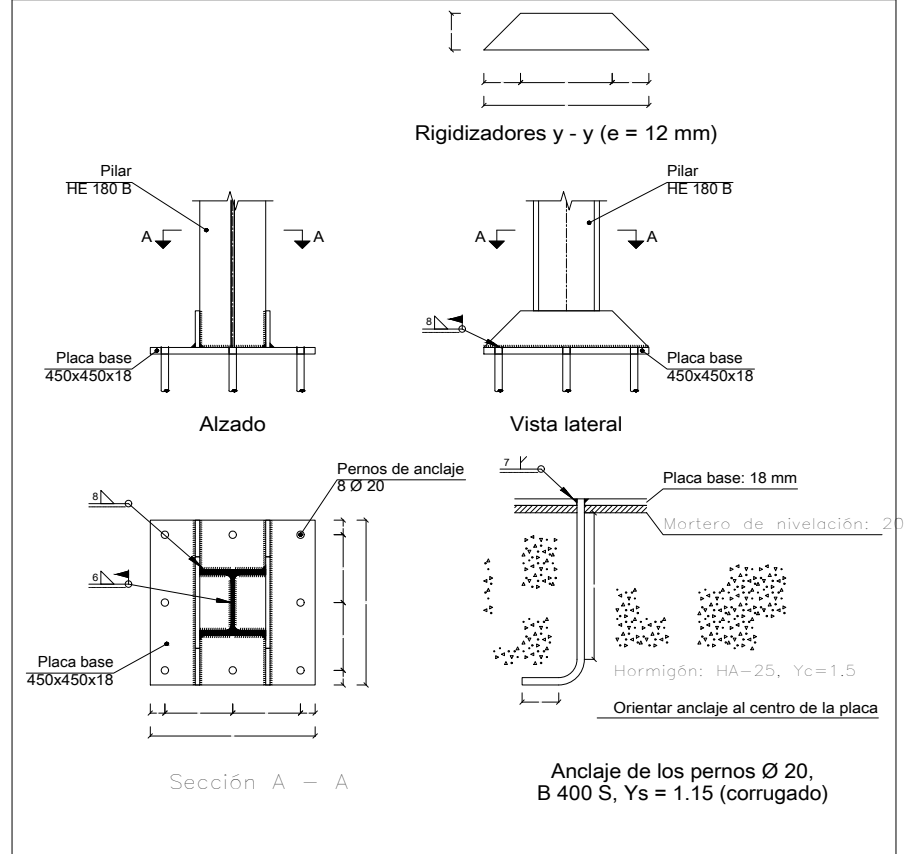 Rigidizadores y - y (e = 12 mm)
Pilar
HE 180 B
Pilar
HE 180 B
A
A
A
A
8
Placa base
450x450x18
Placa base
450x450x18
Alzado
Vista lateral
Pernos de anclaje
8 Ø 20
8
6
Placa base
450x450x18
Sección A - A
7
Placa base: 18 mm
Mortero de nivelación: 20
Hormigón: HA-25, Yc=1.5
Orientar anclaje al centro de la placa
Anclaje de los pernos Ø 20,
B 400 S, Ys = 1.15 (corrugado)